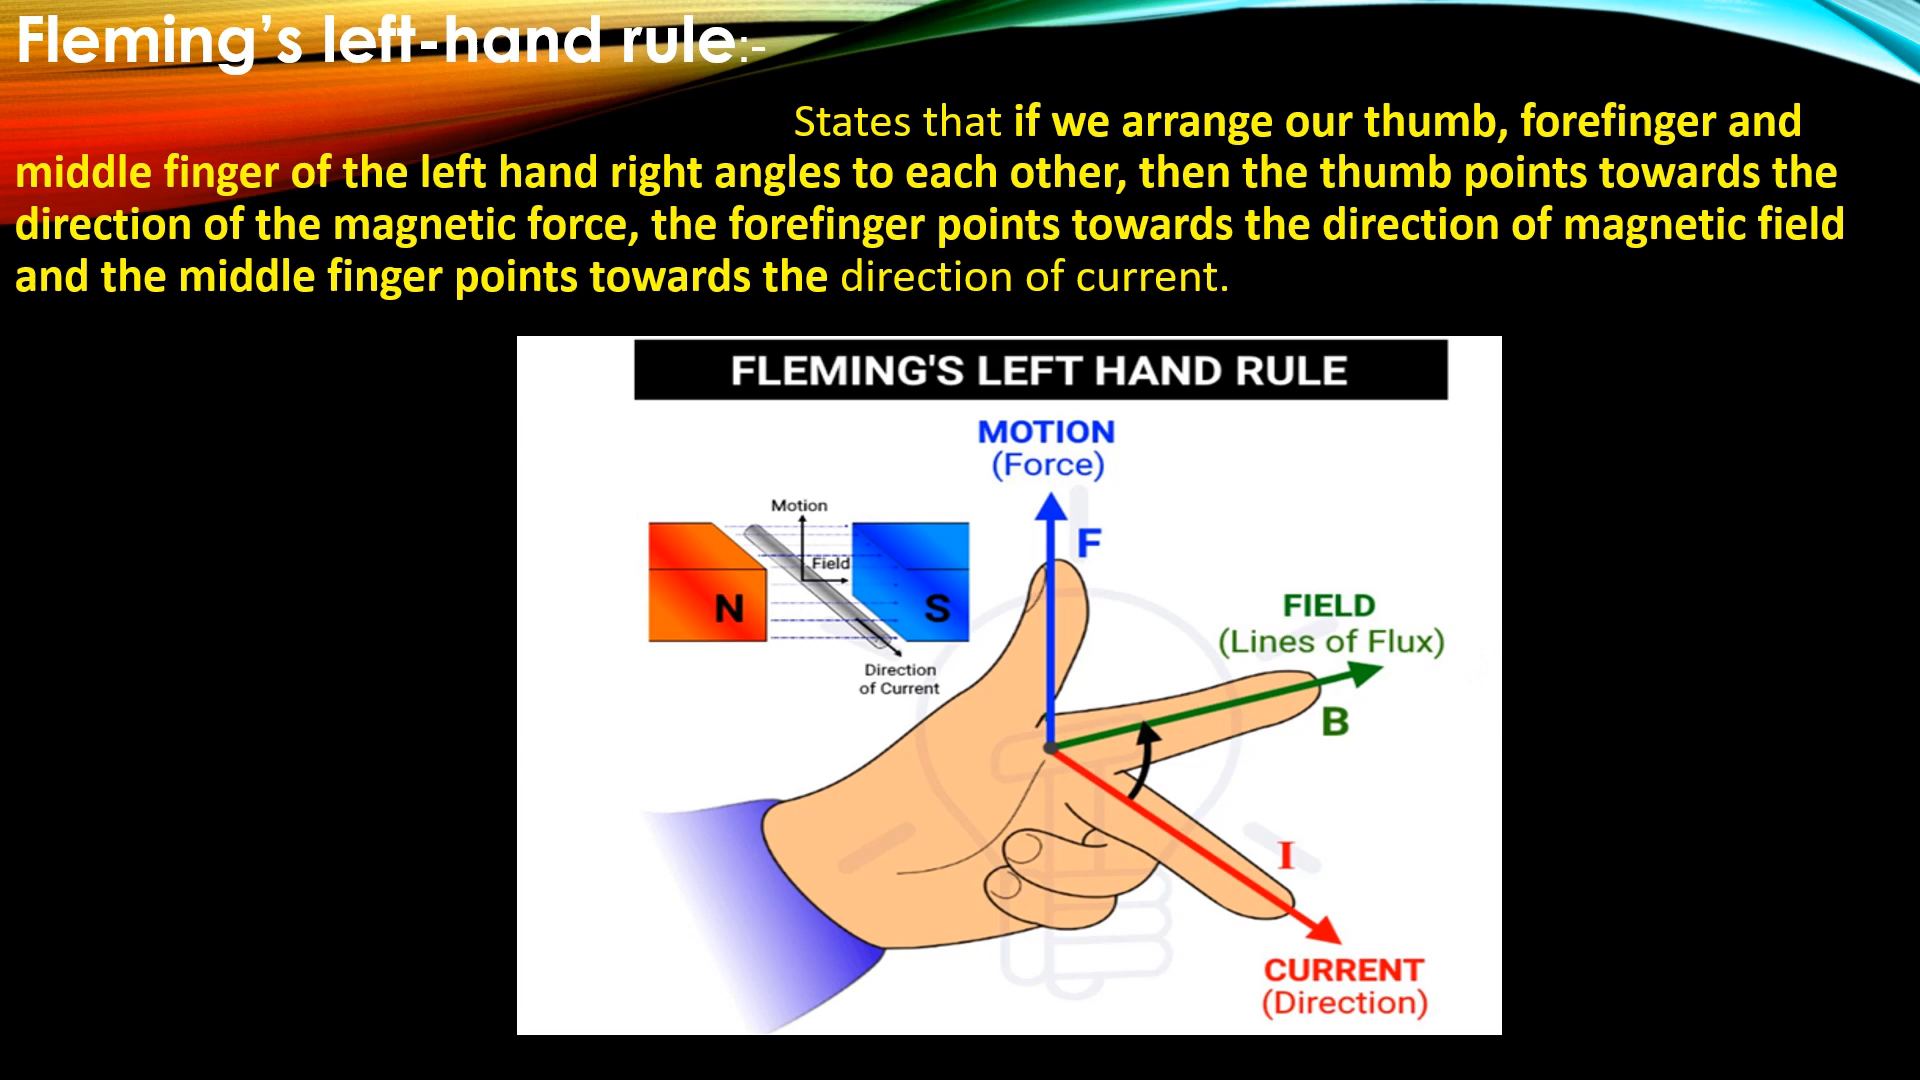 Fleming’s left-hand rule:-
States that if we arrange our thumb, forefinger and
middle finger of the left hand right angles to each other, then the thumb points towards the
direction of the magnetic force, the forefinger points towards the direction of magnetic field
and the middle finger points towards the direction of current.
FLEMING'S LEFT HAND RULE
MOTION
(Force)
F
Motion
Field
N
S
Direction
of Current
FIELD
(Lines of Flux)
B
I
CURRENT
(Direction)